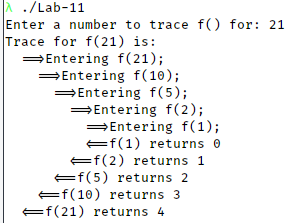 λ ./Lab-11
Enter a number to trace f() for: 21
Trace for f(21) is:
  ⟹Entering f(21);
    ⟹Entering f(10);
      ⟹Entering f(5);
        ⟹Entering f(2);
          ⟹Entering f(1);
          ⟸f(1) returns 0
        ⟸f(2) returns 1
      ⟸f(5) returns 2
    ⟸f(10) returns 3
  ⟸f(21) returns 4